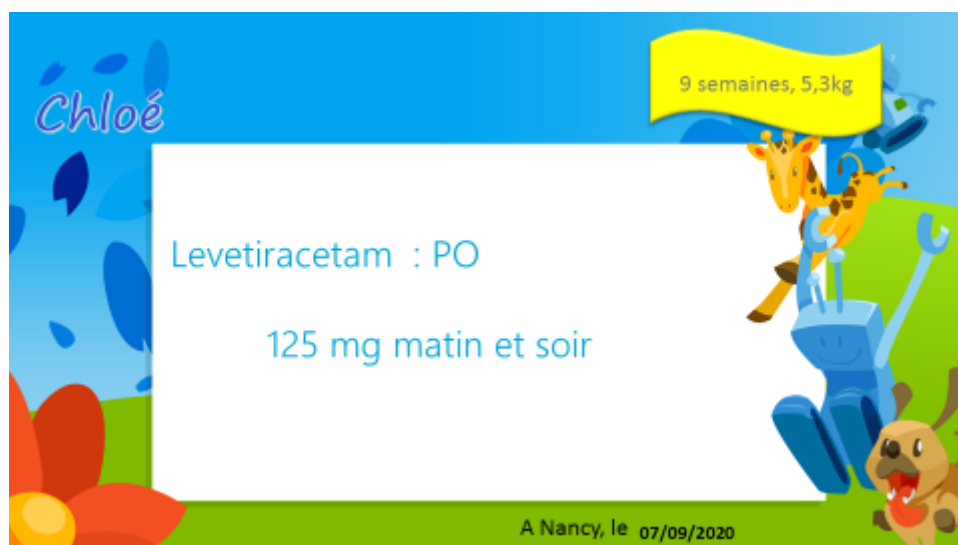 Chloé
9 semaines, 5,3kg
Levetiracetam : PO
125 mg matin et soir
A Nancy, le 07/09/2020